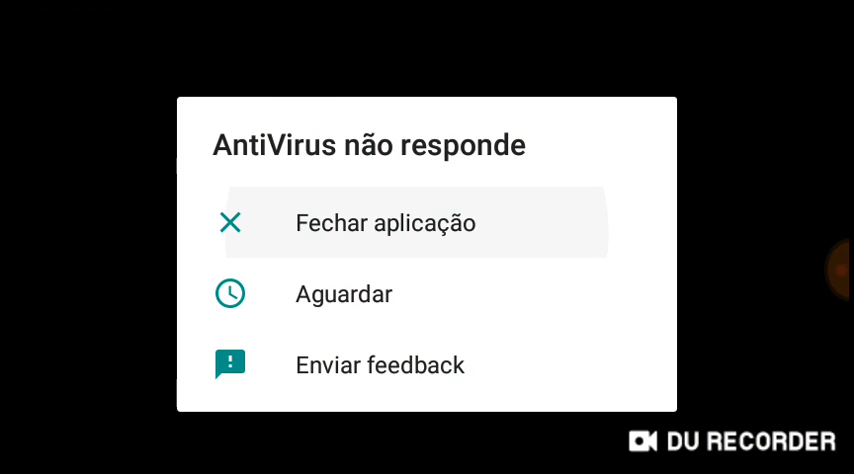 AntiVirus não responde
Fechar aplicação
Aguardar
Enviar feedback
DU RECORDER